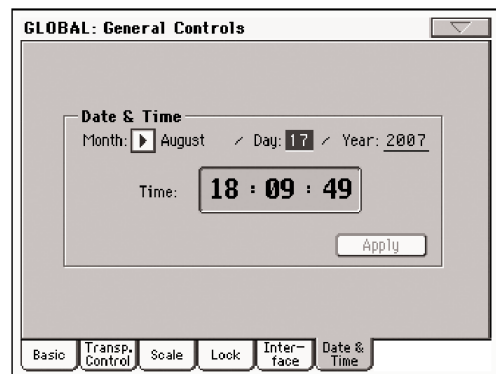 GLOBAL: General Controls
Date & Time
Month: August / Day: 17 / Year: 2007
Time: 18 : 09 : 49
Apply
Basic
Transp.
Control
Scale
Lock
Inter-
face
Date &
Time